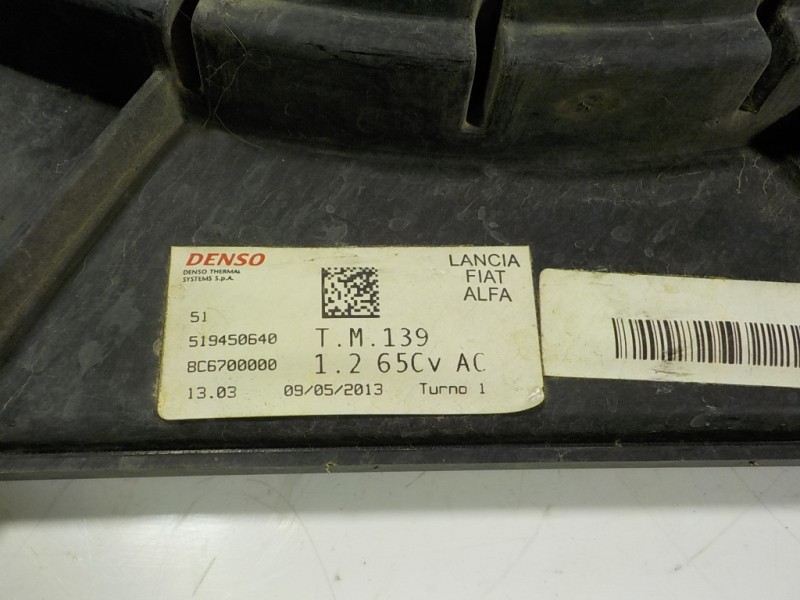 DENSO
DENSO THERMAL
SYSTEMS S.p.A.
LANCIA
FIAT
ALFA
51
519450640 T.M.139
8C6700000 1.2 65Cv AC
13.03 09/05/2013 Turno 1